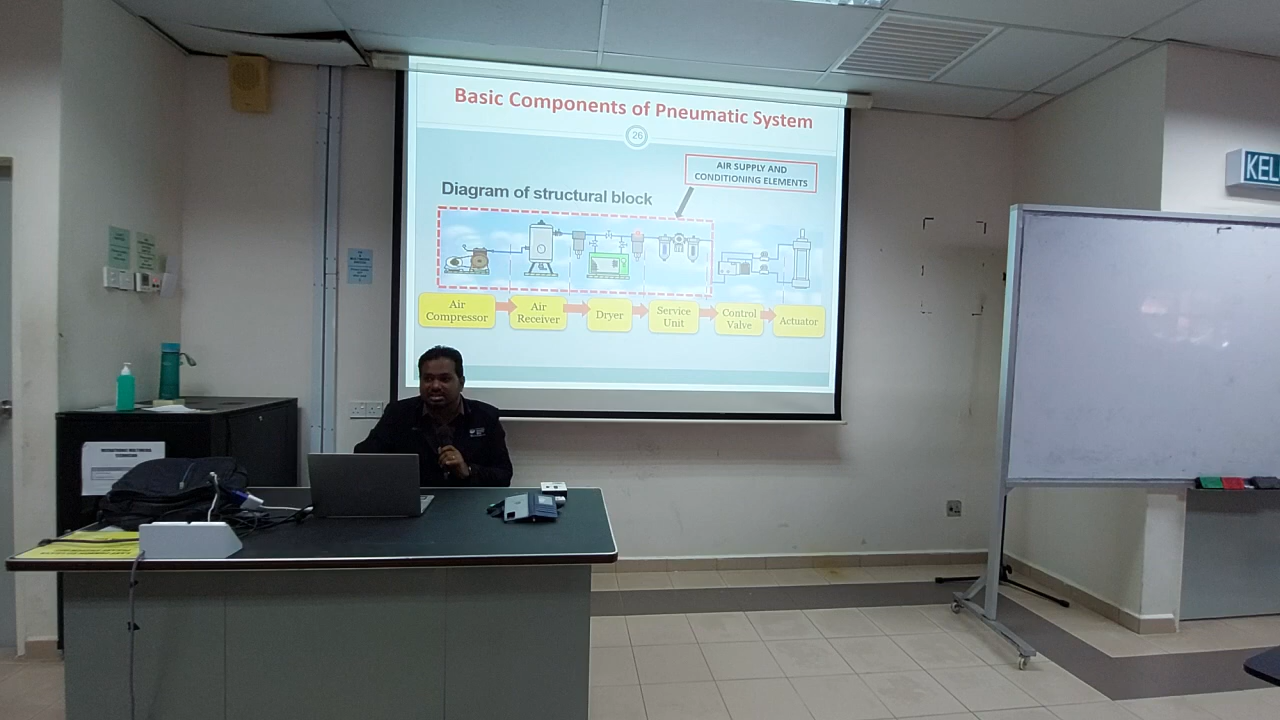 Basic Components of Pneumatic System
26
AIR SUPPLY AND
CONDITIONING ELEMENTS
Diagram of structural block
Air
Compressor
Air
Receiver
Dryer
Service
Unit
Control
Valve
Actuator
KEL